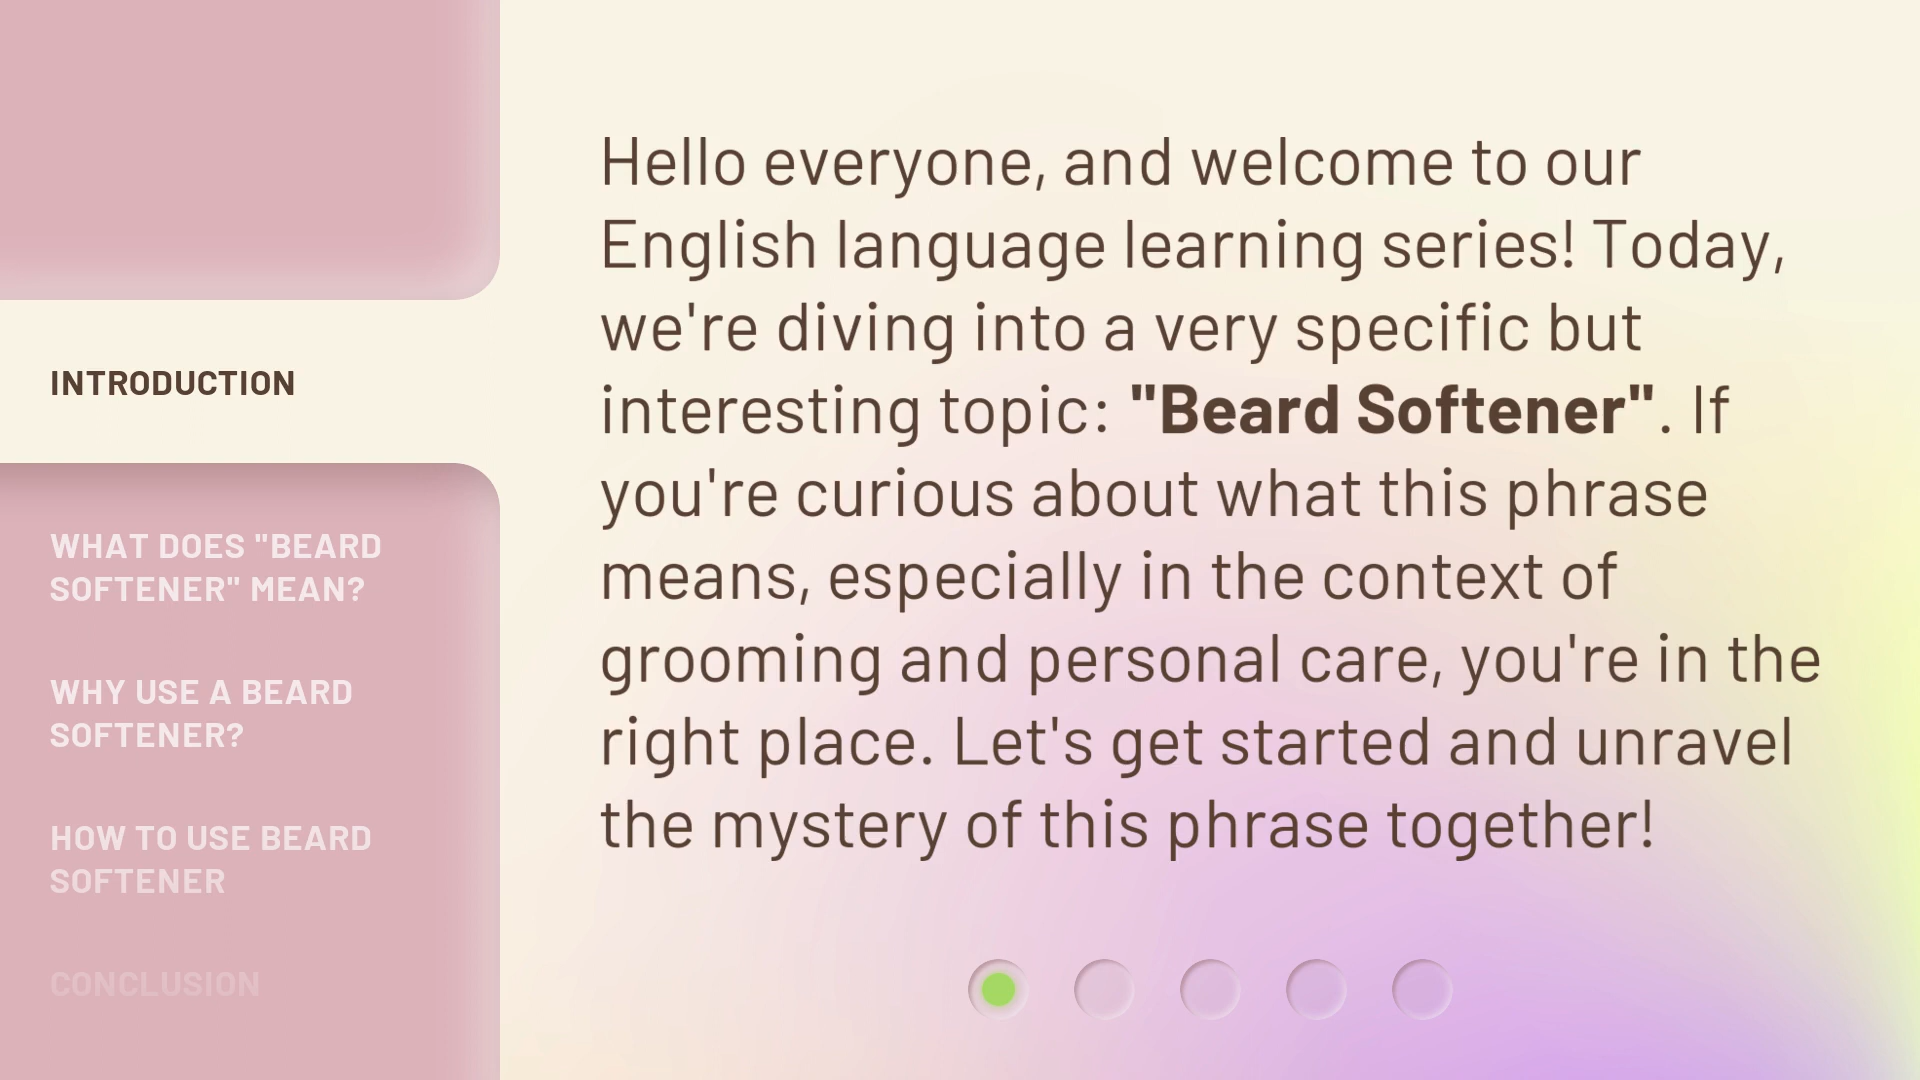 INTRODUCTION
WHAT DOES "BEARD
SOFTENER" MEAN?
WHY USE A BEARD
SOFTENER?
HOW TO USE BEARD
SOFTENER
CONCLUSION
Hello everyone, and welcome to our
English language learning series! Today,
we're diving into a very specific but
interesting topic: "Beard Softener". If
you're curious about what this phrase
means, especially in the context of
grooming and personal care, you're in the
right place. Let's get started and unravel
the mystery of this phrase together!